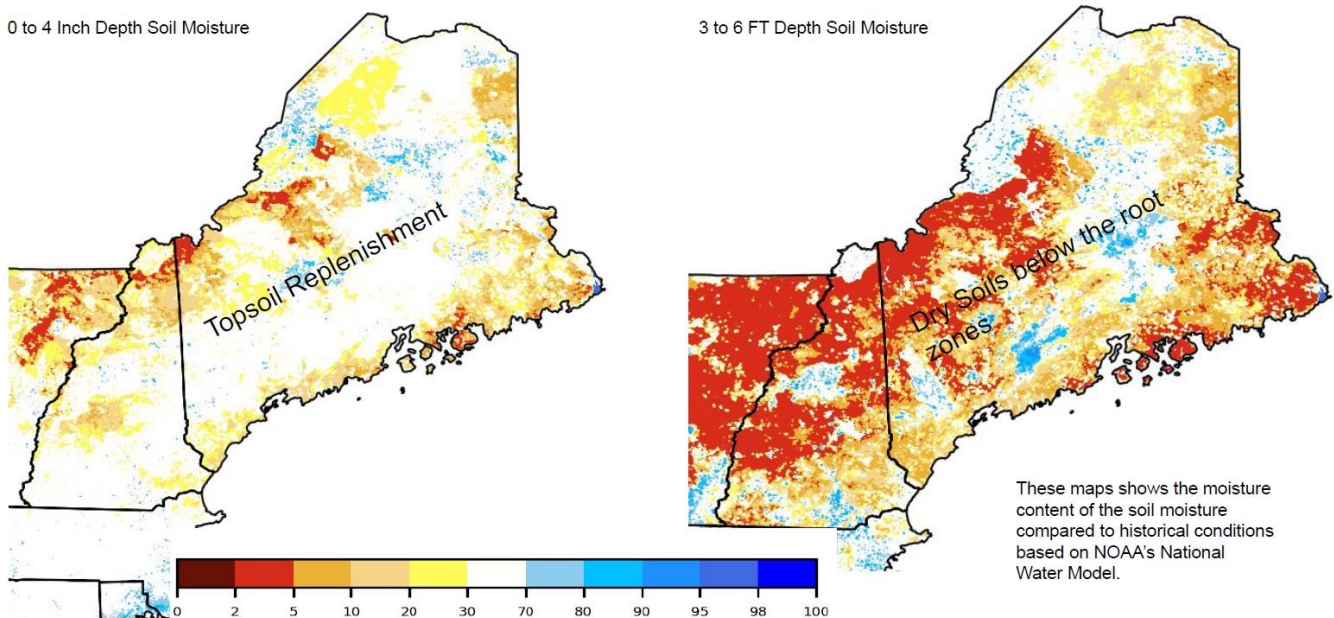 0 to 4 Inch Depth Soil Moisture
3 to 6 FT Depth Soil Moisture
Topsoil Replenishment
Dry Soils below the root
zones
These maps shows the moisture
content of the soil moisture
compared to historical conditions
based on NOAA's National
Water Model.
0 2 5 10 20 30 70 80 90 95 98 100